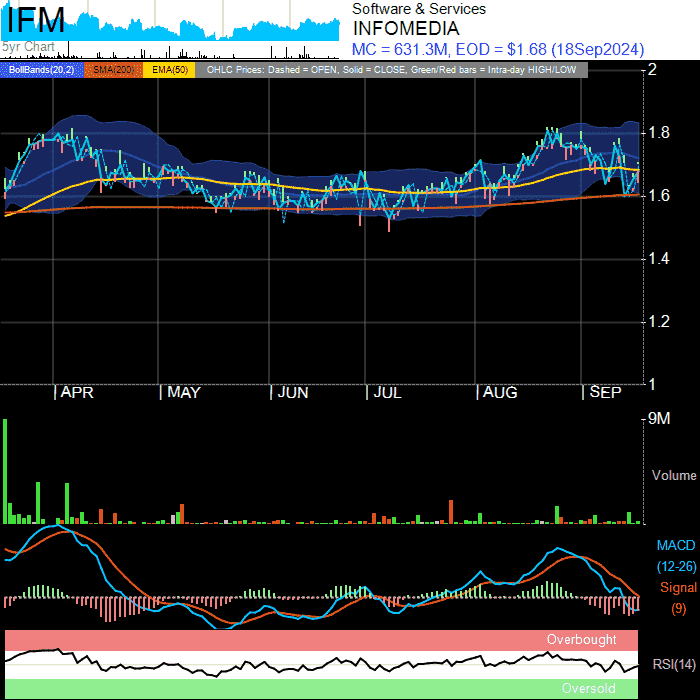 IFM
5yr Chart
Software & Services
INFOMEDIA
MC = 631.3M, EOD = $1.68 (18Sep2024)
BollBands(20,2) SMA(200) EMA(50) OHLC Prices: Dashed = OPEN, Solid = CLOSE, Green/Red bars = Intra-day HIGH/LOW
2
1.8
1.6
1.4
1.2
1
APR MAY JUN JUL AUG SEP
9M
Volume
MACD
(12-26)
Signal
(9)
Overbought
RSI(14)
Oversold